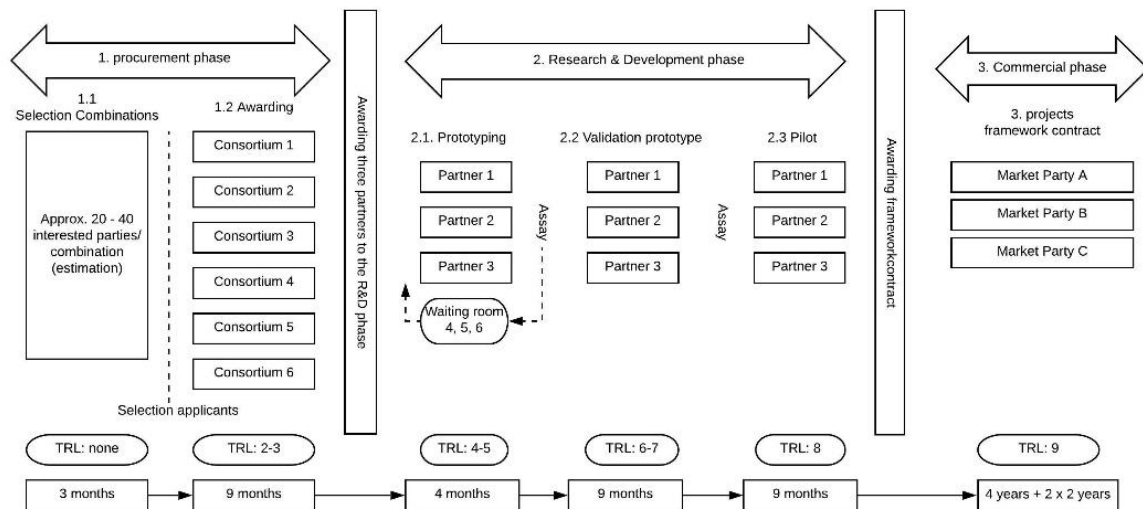 1. procurement phase
2. Research & Development phase
3. Commercial phase
1.1
Selection Combinations
1.2 Awarding
Approx. 20 - 40
interested parties/
combination
(estimation)
Consortium 1
Consortium 2
Consortium 3
Consortium 4
Consortium 5
Consortium 6
Selection applicants
Awarding three partners to the R&D phase
2.1. Prototyping
2.2 Validation prototype
2.3 Pilot
Partner 1
Partner 2
Partner 3
Waiting room
4, 5, 6
Assay
Partner 1
Partner 2
Partner 3
Assay
Partner 1
Partner 2
Partner 3
Awarding frameworkcontract
3. projects
framework contract
Market Party A
Market Party B
Market Party C
TRL: none
TRL: 2-3
TRL: 4-5
TRL: 6-7
TRL: 8
TRL: 9
3 months
9 months
4 months
9 months
9 months
4 years + 2 x 2 years